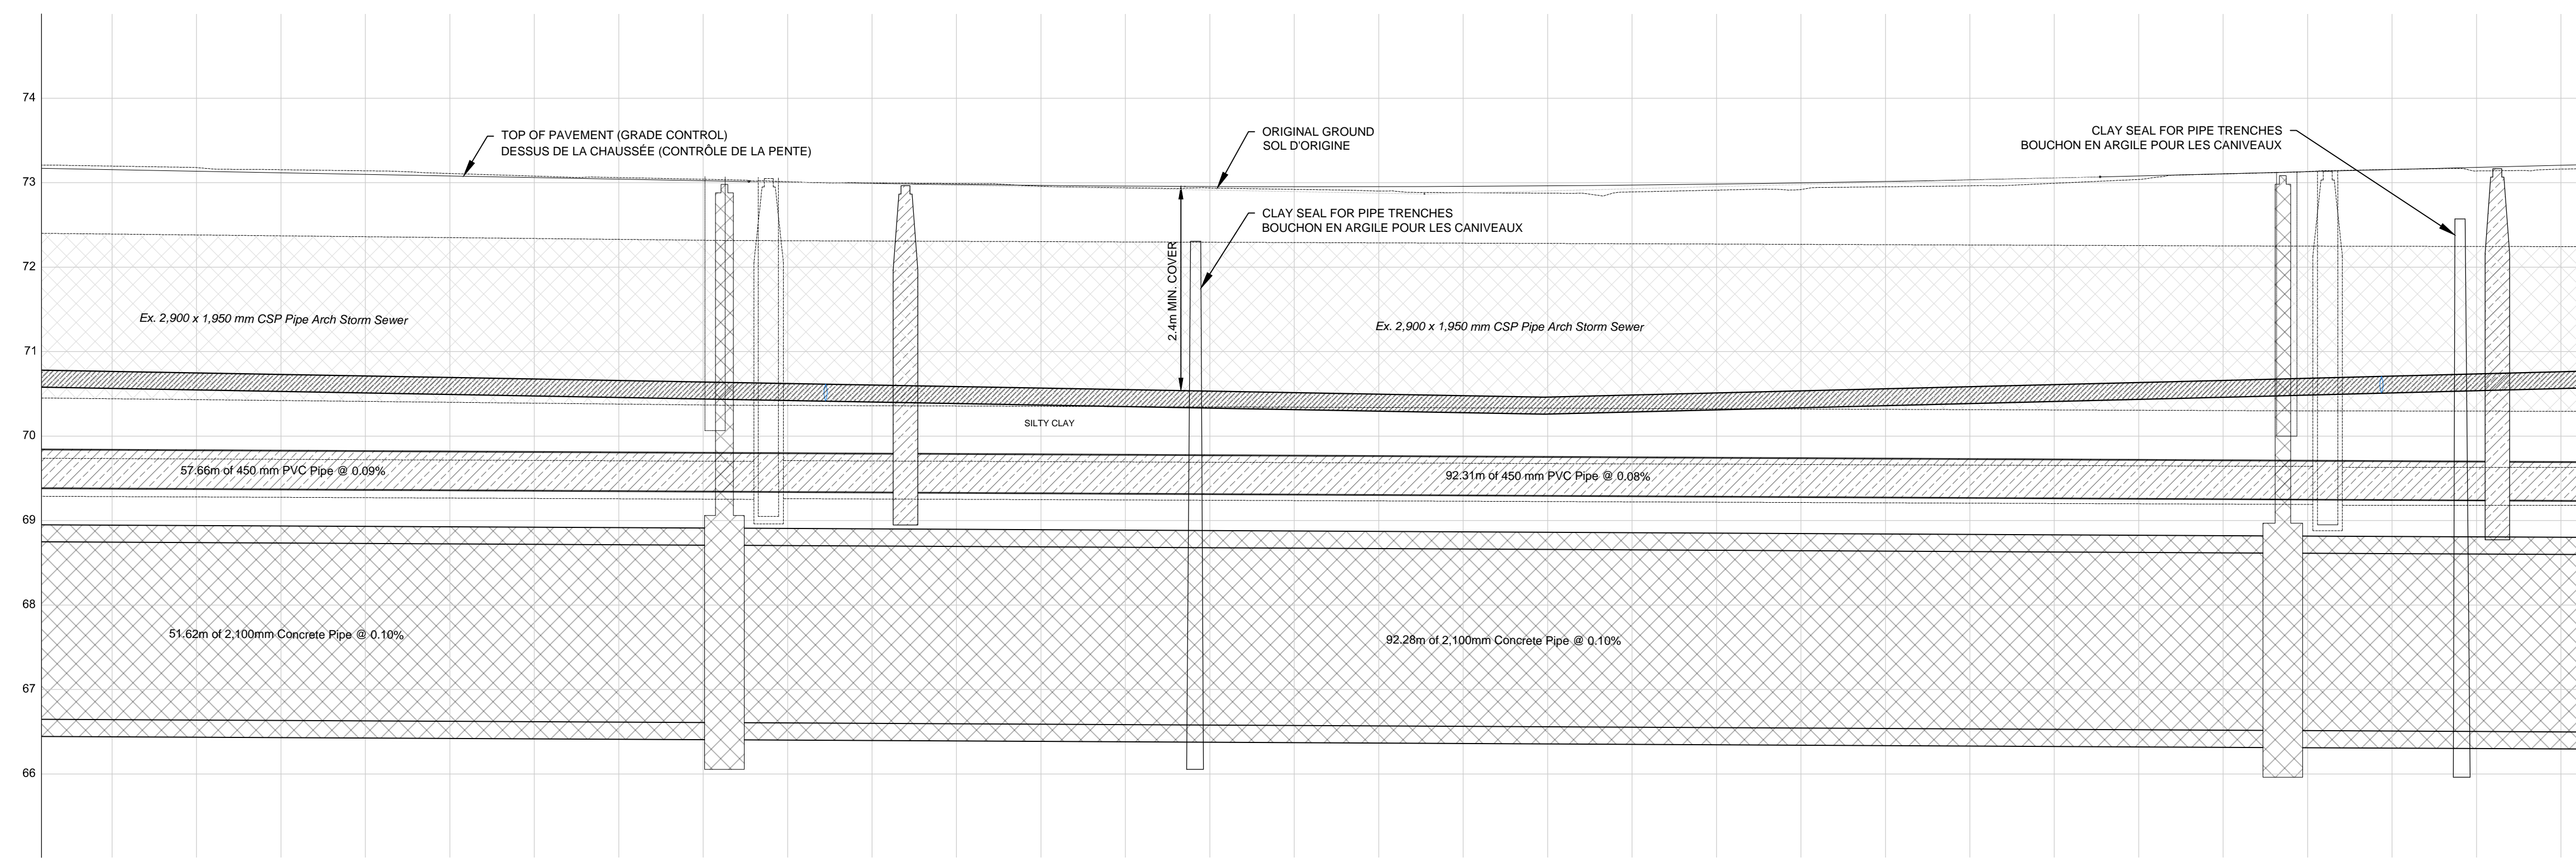 74
73
72
71
70
69
68
67
66
TOP OF PAVEMENT (GRADE CONTROL)
DESSUS DE LA CHAUSSÉE (CONTRÔLE DE LA PENTE)
ORIGINAL GROUND
SOL D'ORIGINE
CLAY SEAL FOR PIPE TRENCHES
BOUCHON EN ARGILE POUR LES CANIVEAUX
CLAY SEAL FOR PIPE TRENCHES
BOUCHON EN ARGILE POUR LES CANIVEAUX
2.4m MIN. COVER
Ex. 2,900 x 1,950 mm CSP Pipe Arch Storm Sewer
Ex. 2,900 x 1,950 mm CSP Pipe Arch Storm Sewer
SILTY CLAY
57.66m of 450 mm PVC Pipe @ 0.09%
92.31m of 450 mm PVC Pipe @ 0.08%
51.62m of 2,100mm Concrete Pipe @ 0.10%
92.28m of 2,100mm Concrete Pipe @ 0.10%